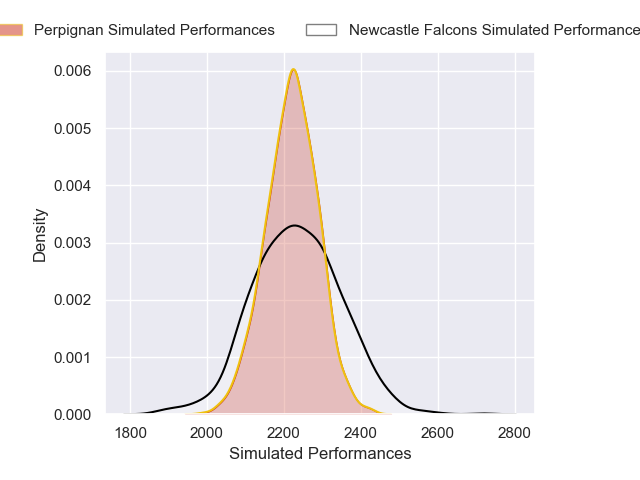 Perpignan Simulated Performances
Newcastle Falcons Simulated Performance
0.006
0.005
0.004
0.003
0.002
0.001
0.000
Density
1800 2000 2200 2400 2600 2800
Simulated Performances